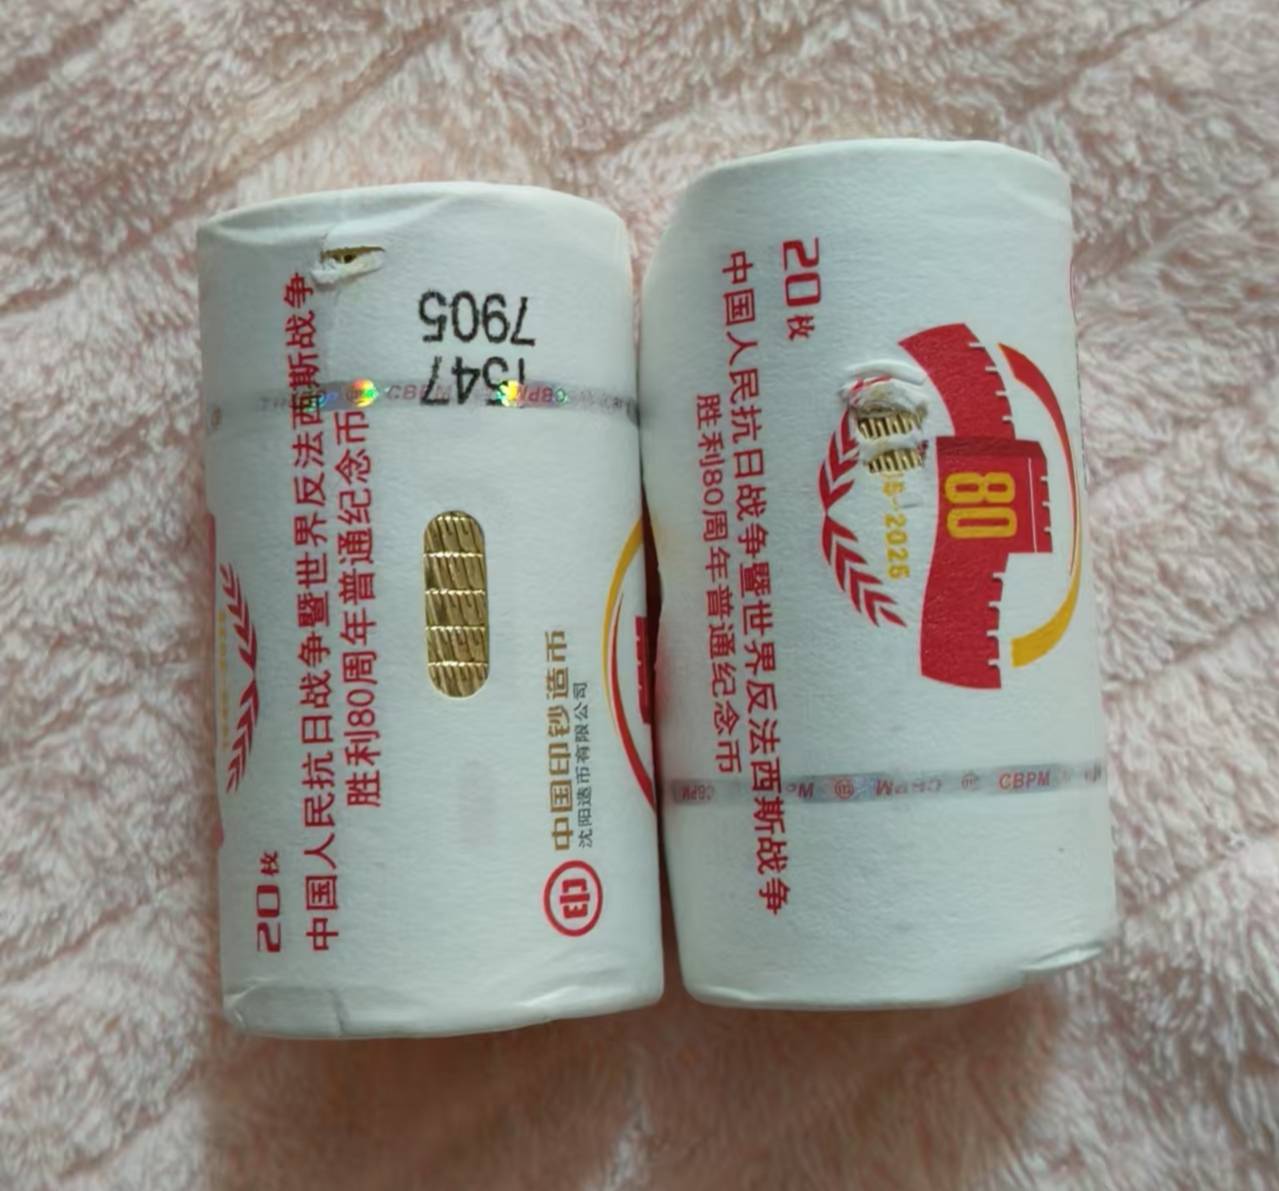 20枚
中国人民抗日战争暨世界反法西斯战争
胜利80周年普通纪念币
1547
7905
中国印钞造币
沈阳造币有限公司
CBPM
CBPM
20枚
中国人民抗日战争暨世界反法西斯战争
胜利80周年普通纪念币
80
5-2025
CBPM
CBPM